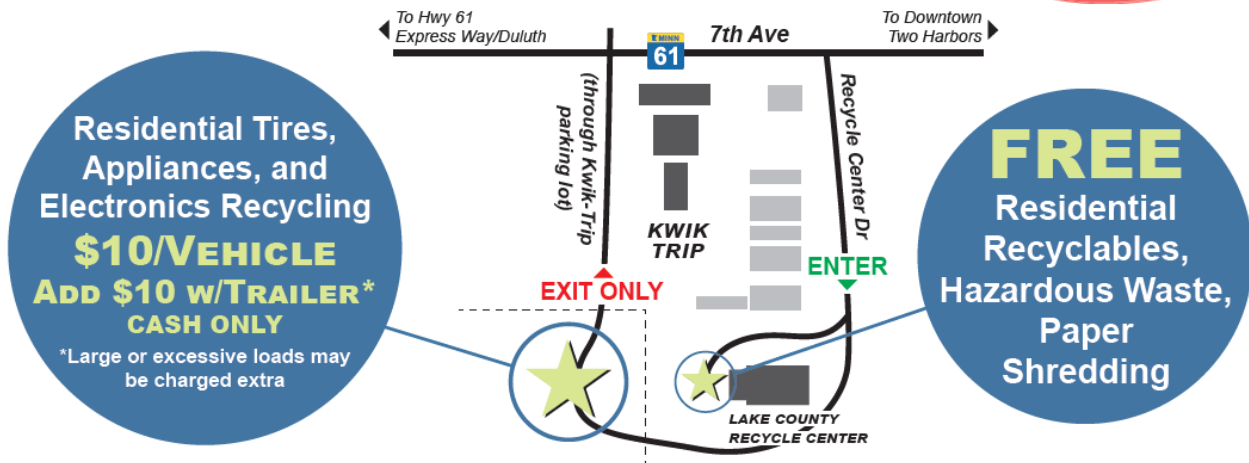 To Hwy 61
Express Way/Duluth
7th Ave
To Downtown
Two Harbors
MINN
61
(through Kwik-Trip
parking lot)
Recycle Center Dr
KWIK
TRIP
EXIT ONLY
ENTER
LAKE COUNTY
RECYCLE CENTER
Residential Tires,
Appliances, and
Electronics Recycling
$10/VEHICLE
ADD $10 W/TRAILER*
CASH ONLY
*Large or excessive loads may
be charged extra
FREE
Residential
Recyclables,
Hazardous Waste,
Paper
Shredding